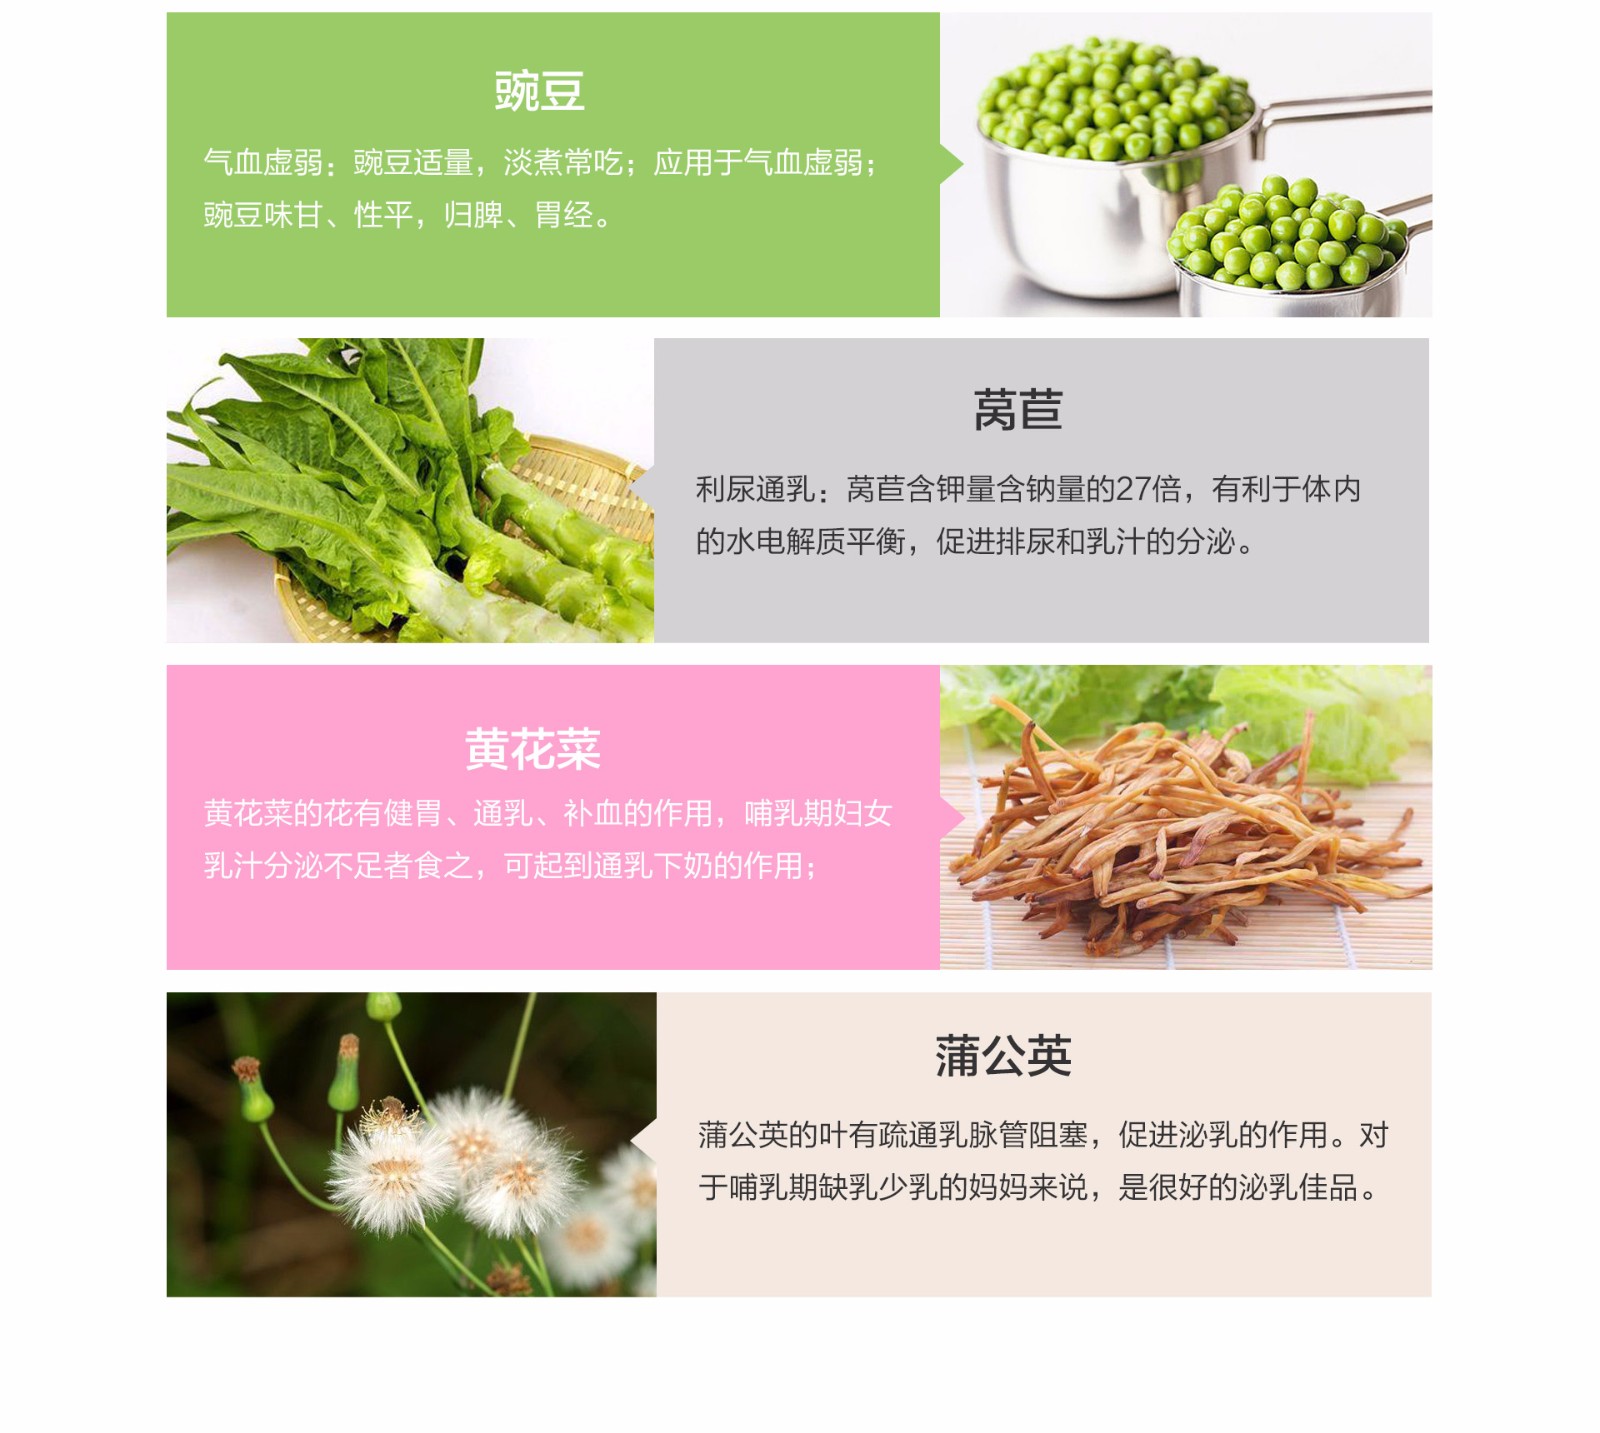 豌豆
气血虚弱：豌豆适量，淡煮常吃；应用于气血虚弱；
豌豆味甘、性平，归脾、胃经。
莴苣
利尿通乳：莴苣含钾量含钠量的27倍，有利于体内
的水电解质平衡，促进排尿和乳汁的分泌。
黄花菜
黄花菜的花有健胃、通乳、补血的作用，哺乳期妇女
乳汁分泌不足者食之，可起到通乳下奶的作用；
蒲公英
蒲公英的叶有疏通乳脉管阻塞，促进泌乳的作用。对
于哺乳期缺乳少乳的妈妈来说，是很好的泌乳佳品。